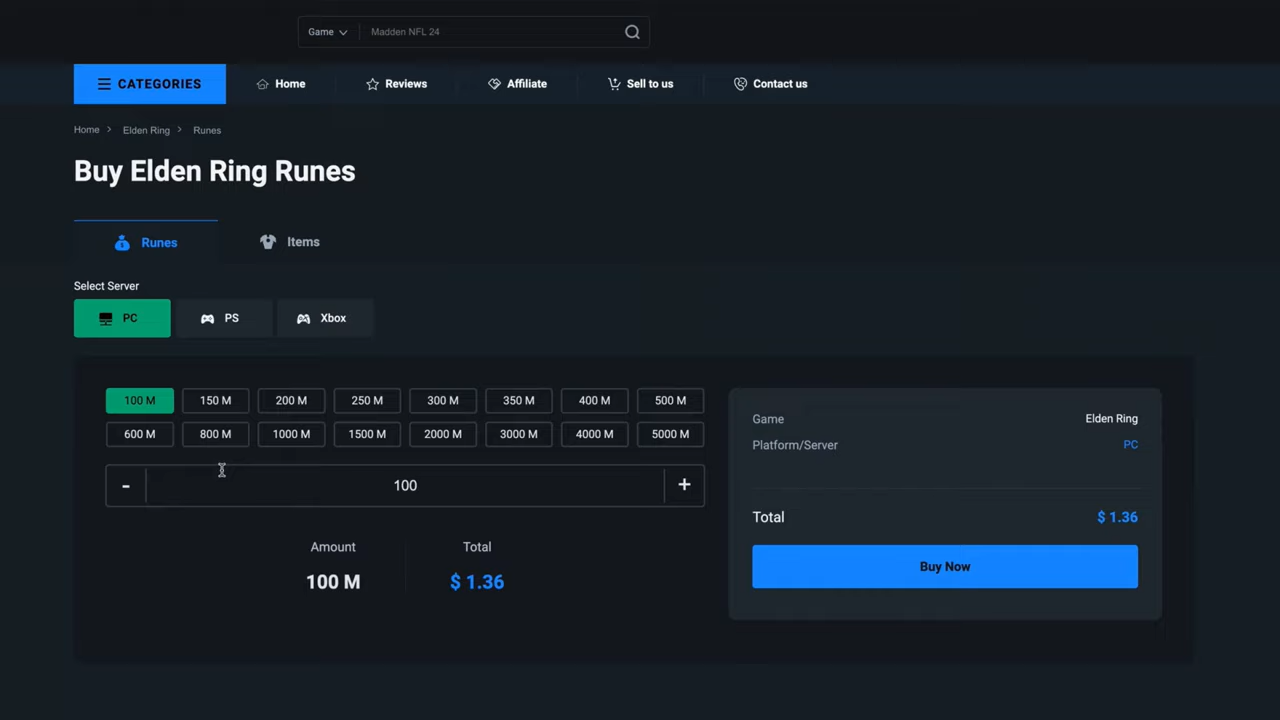 Game Madden NFL 24
CATEGORIES Home Reviews Affiliate Sell to us Contact us
Home > Elden Ring > Runes
Buy Elden Ring Runes
Runes Items
Select Server
PC PS Xbox
100 M 150 M 200 M 250 M 300 M 350 M 400 M 500 M
600 M 800 M 1000 M 1500 M 2000 M 3000 M 4000 M 5000 M
- 100 +
Amount Total
100 M $ 1.36
Game Elden Ring
Platform/Server PC
Total $ 1.36
Buy Now